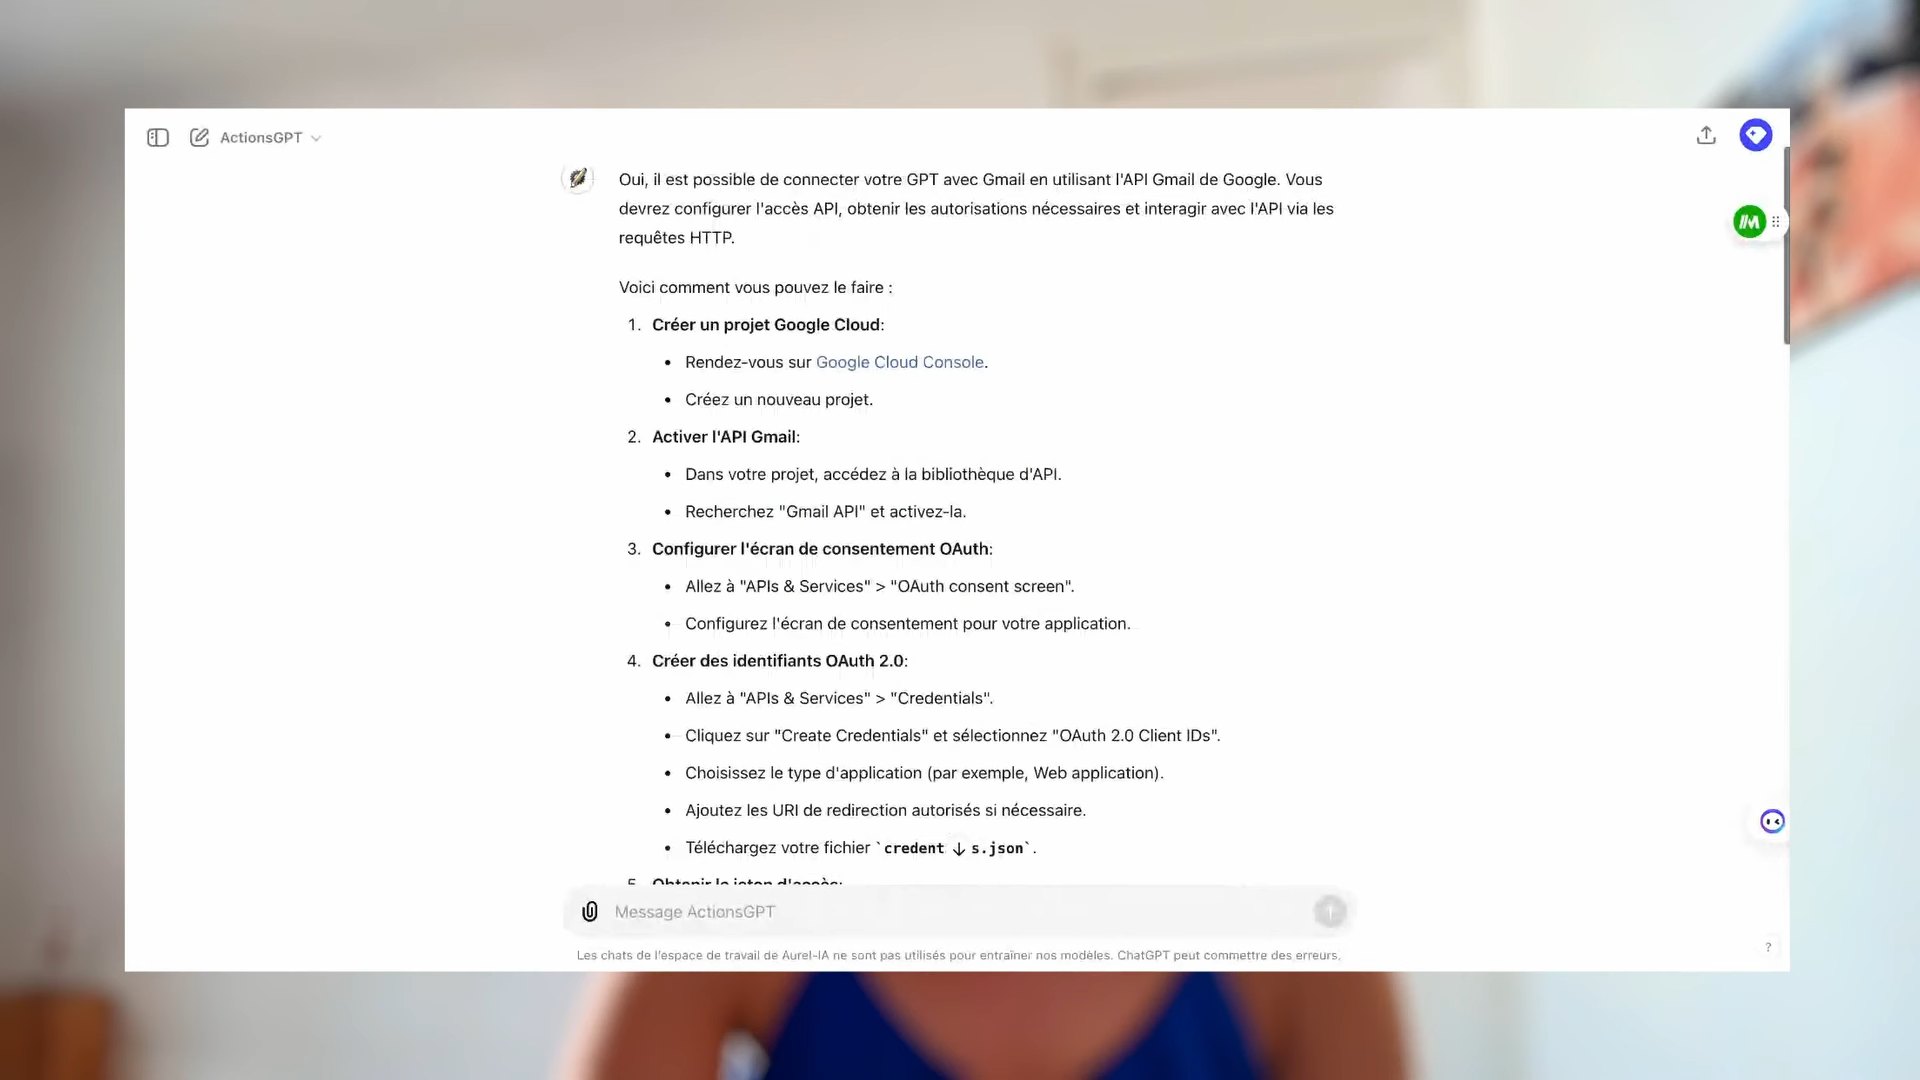 ActionsGPT
Oui, il est possible de connecter votre GPT avec Gmail en utilisant l'API Gmail de Google. Vous
devrez configurer l'accès API, obtenir les autorisations nécessaires et interagir avec l'API via les
requêtes HTTP.
Voici comment vous pouvez le faire :
1. Créer un projet Google Cloud:
• Rendez-vous sur Google Cloud Console.
• Créez un nouveau projet.
2. Activer l'API Gmail:
• Dans votre projet, accédez à la bibliothèque d'API.
• Recherchez "Gmail API" et activez-la.
3. Configurer l'écran de consentement OAuth:
• Allez à "APIs & Services" > "OAuth consent screen".
• Configurez l'écran de consentement pour votre application.
4. Créer des identifiants OAuth 2.0:
• Allez à "APIs & Services" > "Credentials".
• Cliquez sur "Create Credentials" et sélectionnez "OAuth 2.0 Client IDs".
• Choisissez le type d'application (par exemple, Web application).
• Ajoutez les URI de redirection autorisés si nécessaire.
• Téléchargez votre fichier `credent s.json`.
5. Obtenir le jeton d'accès:
Message ActionsGPT
Les chats de l'espace de travail de Aurel-IA ne sont pas utilisés pour entraîner nos modèles. ChatGPT peut commettre des erreurs.
?